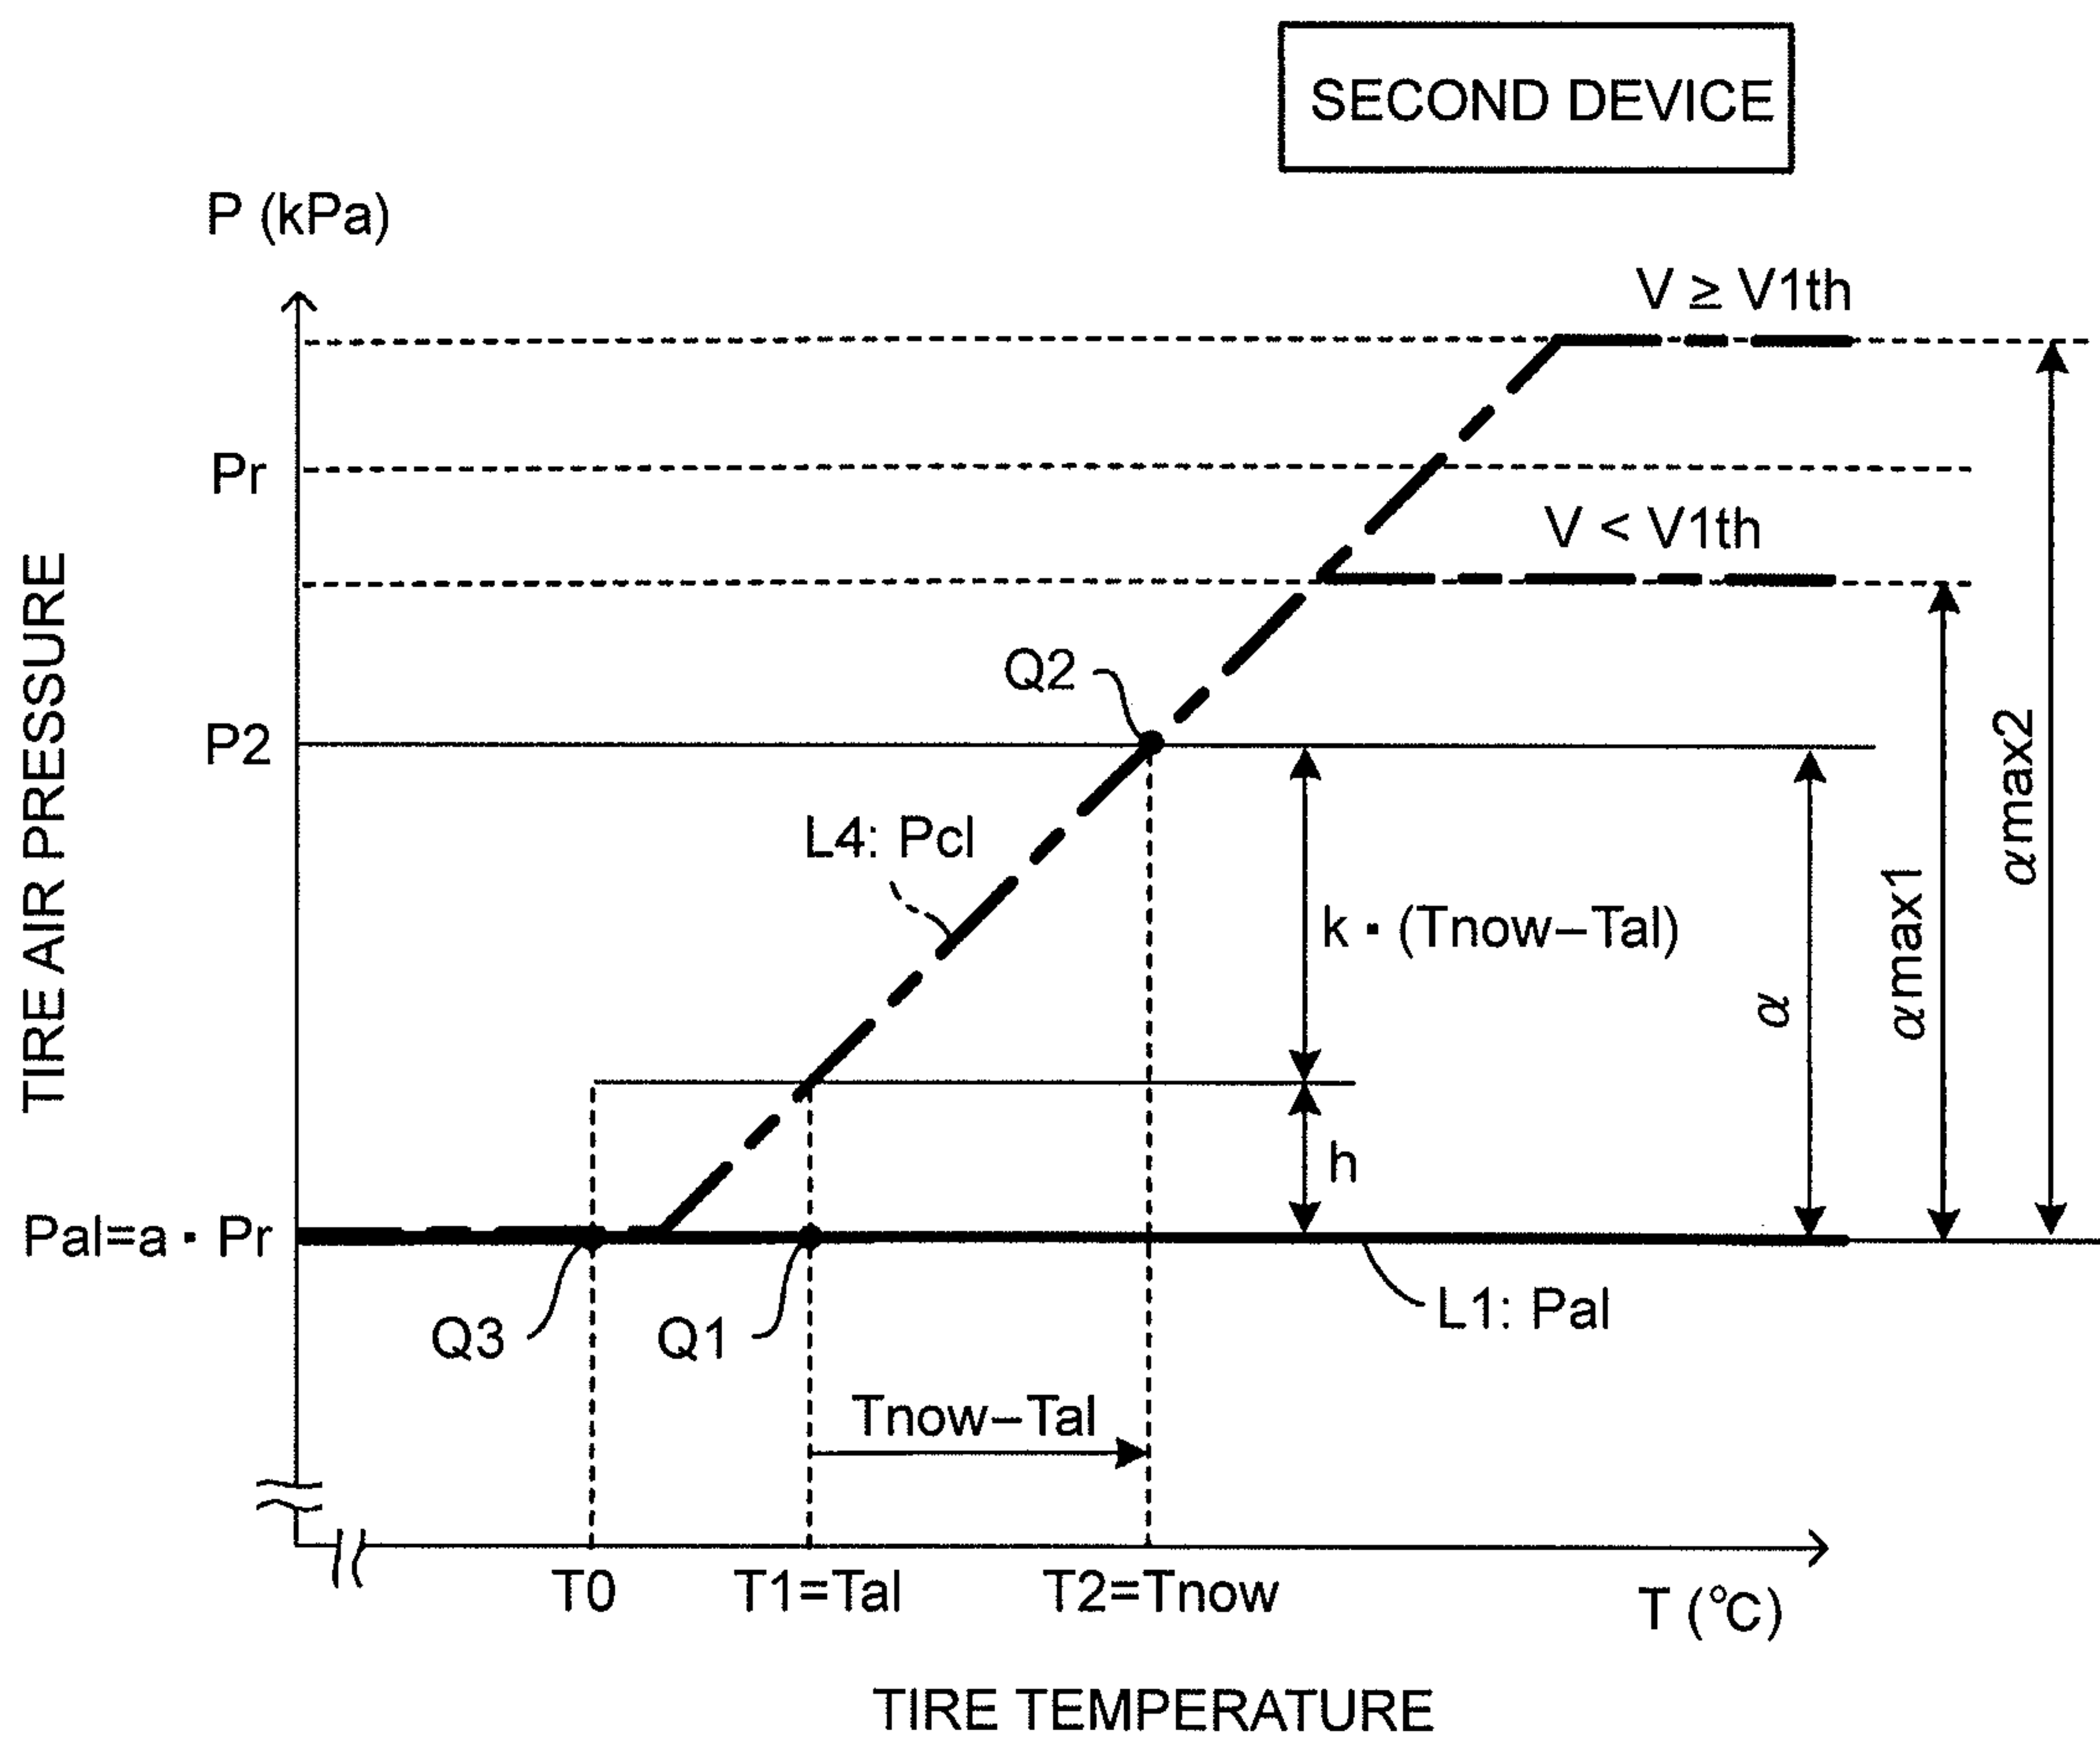 SECOND DEVICE
P (kPa)
V ≥ V1th
Pr
V < V1th
TIRE AIR PRESSURE
Q2
P2
αmax2
L4: Pcl
αmax1
k・(Tnow−Tal)
α
h
Pal=a・Pr
L1: Pal
Q3
Q1
Tnow−Tal
T0
T1=Tal
T2=Tnow
T (℃)
TIRE TEMPERATURE